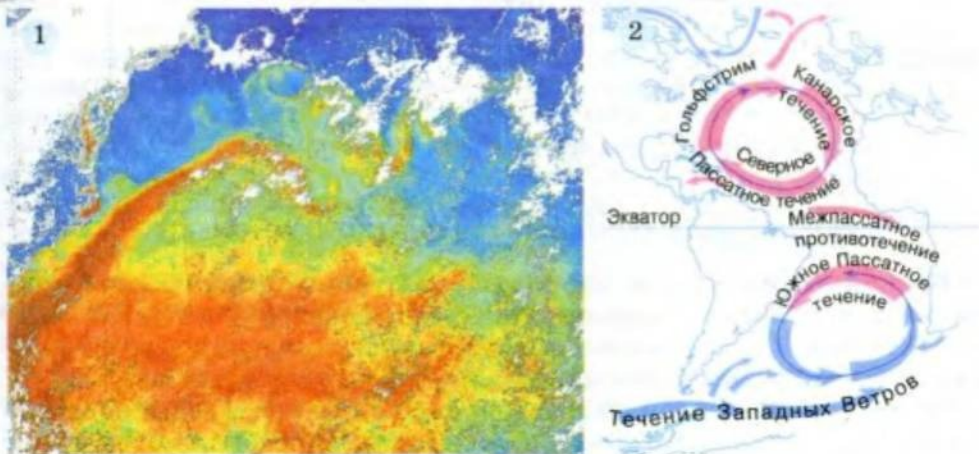 1
2
Гольфстрим
Канарское
течение
Северное
Пассатное течение
Экватор
Межпассатное
противотечение
Южное Пассатное
течение
Течение Западных Ветров